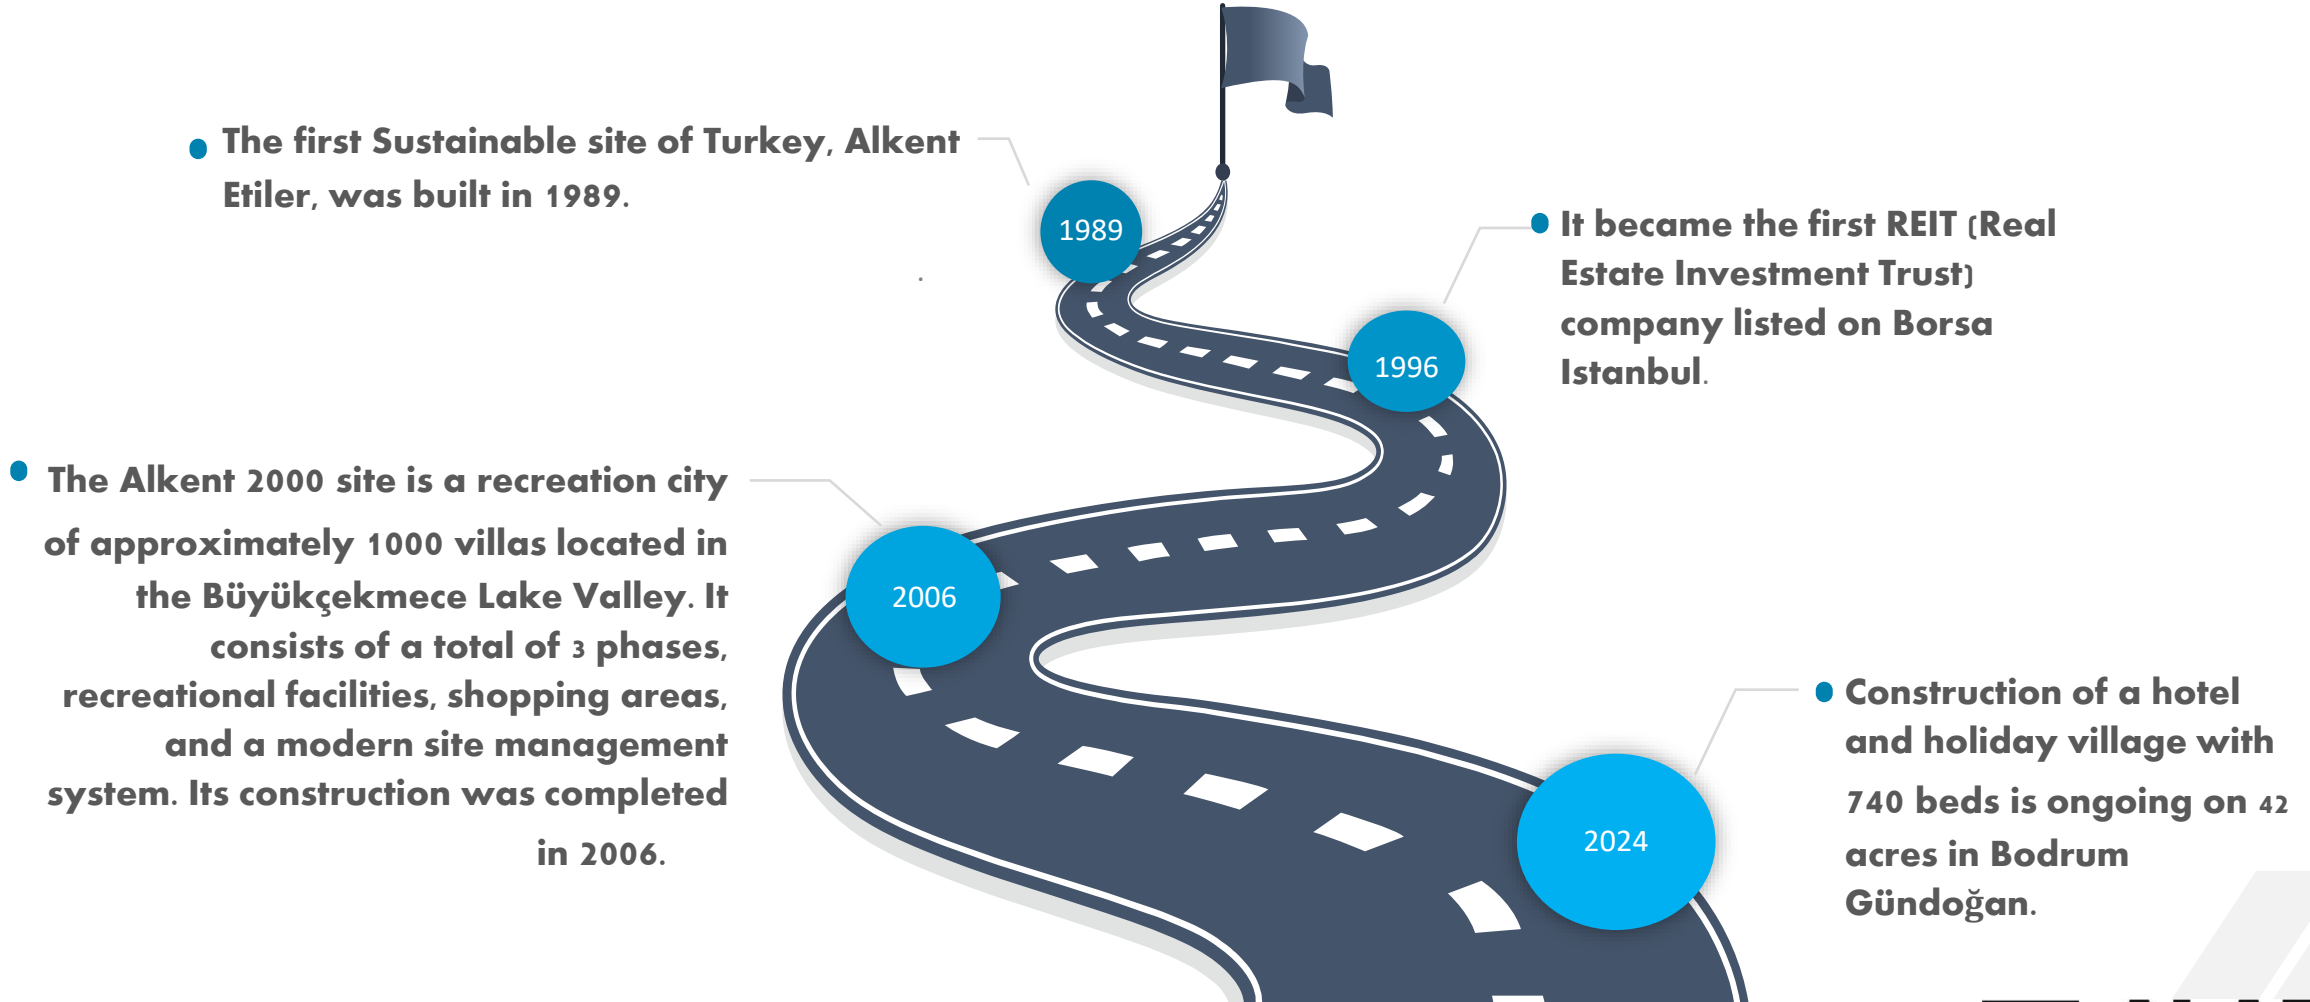 The first Sustainable site of Turkey, Alkent
Etiler, was built in 1989.
.
1989
It became the first REIT (Real
Estate Investment Trust)
company listed on Borsa
Istanbul.
1996
The Alkent 2000 site is a recreation city
of approximately 1000 villas located in
the Büyükçekmece Lake Valley. It
consists of a total of 3 phases,
recreational facilities, shopping areas,
and a modern site management
system. Its construction was completed
in 2006.
2006
Construction of a hotel
and holiday village with
740 beds is ongoing on 42
acres in Bodrum
Gündoğan.
2024